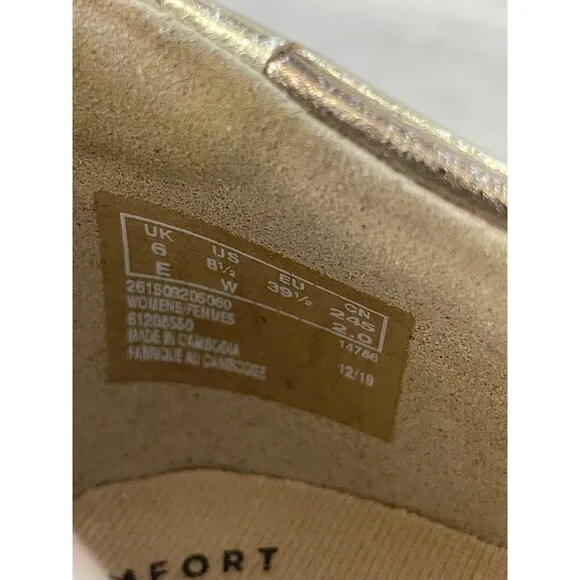 UK US EU CN
6 8½ 39½ 245
E W 2.0
261509205060
WOMENS/FEMMES
61208550 14786
MADE IN CAMBODIA
FABRIQUE AU CAMBODGE 12/19
MFORT